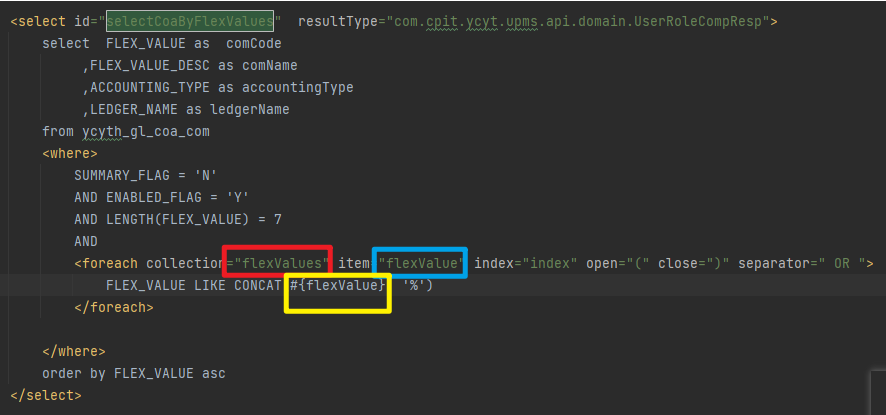 <select id="selectCoaByFlexValues" resultType="com.cpit.ycyt.upms.api.domain.UserRoleCompResp">
select FLEX_VALUE as comCode
,FLEX_VALUE_DESC as comName
,ACCOUNTING_TYPE as accountingType
,LEDGER_NAME as ledgerName
from ycyth_gl_coa_com
<where>
SUMMARY_FLAG = 'N'
AND ENABLED_FLAG = 'Y'
AND LENGTH(FLEX_VALUE) = 7
AND
<foreach collection="flexValues" item="flexValue" index="index" open="(" close=")" separator=" OR ">
FLEX_VALUE LIKE CONCAT #{flexValue} '%')
</foreach>
</where>
order by FLEX_VALUE asc
</select>